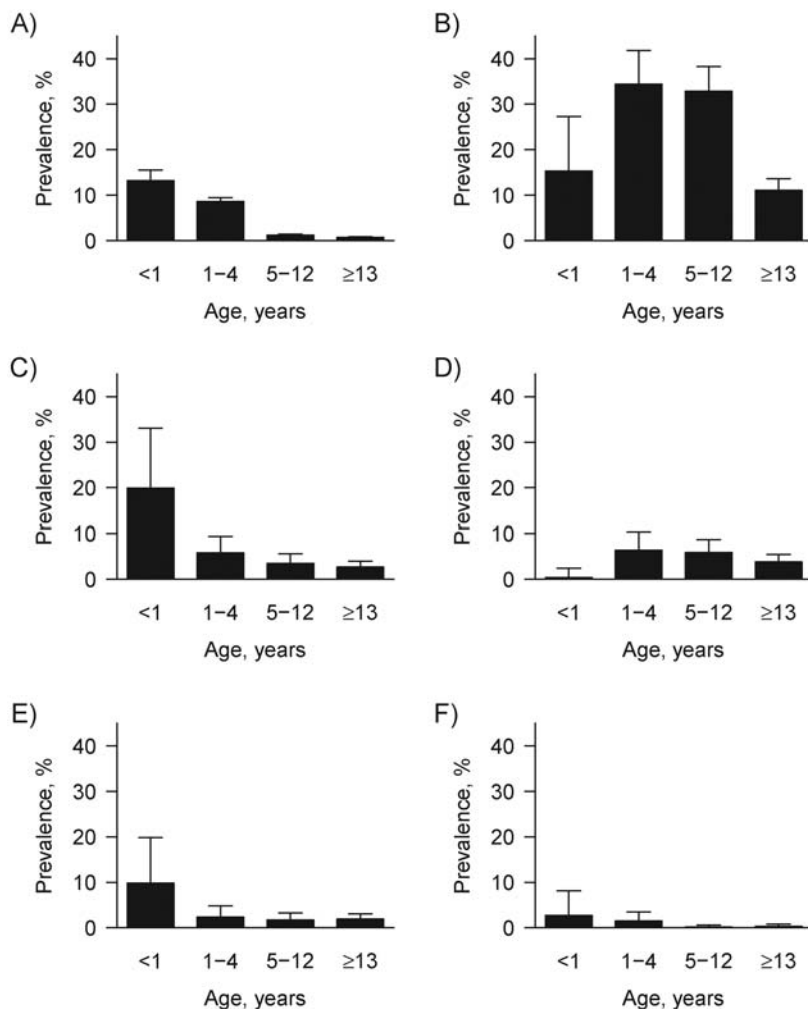 A)
Prevalence, %
40
30
20
10
0
<1 1−4 5−12 ≥13
Age, years
B)
Prevalence, %
40
30
20
10
0
<1 1−4 5−12 ≥13
Age, years
C)
Prevalence, %
40
30
20
10
0
<1 1−4 5−12 ≥13
Age, years
D)
Prevalence, %
40
30
20
10
0
<1 1−4 5−12 ≥13
Age, years
E)
Prevalence, %
40
30
20
10
0
<1 1−4 5−12 ≥13
Age, years
F)
Prevalence, %
40
30
20
10
0
<1 1−4 5−12 ≥13
Age, years